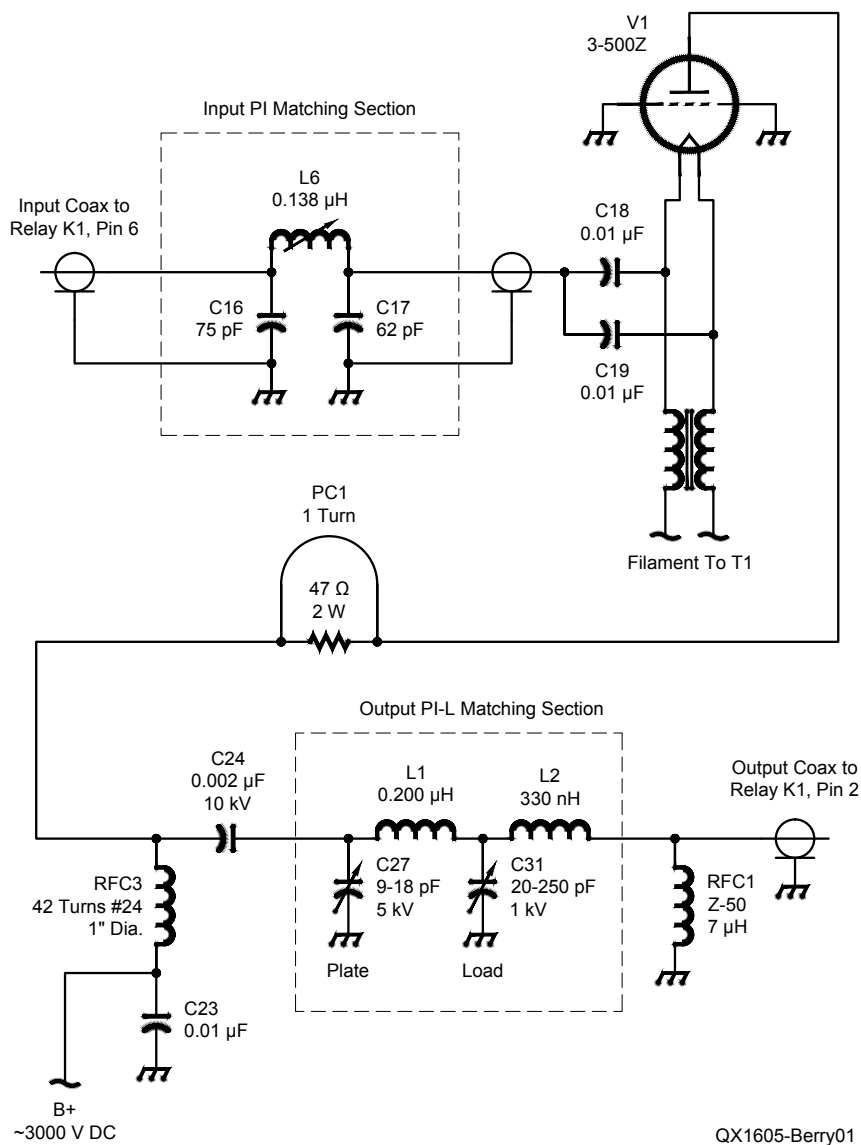 V1
3-500Z
Input PI Matching Section
L6
0.138 µH
Input Coax to
Relay K1, Pin 6
C18
0.01 µF
C16
75 pF
C17
62 pF
C19
0.01 µF
PC1
1 Turn
Filament To T1
47 Ω
2 W
Output PI-L Matching Section
C24
0.002 µF
10 kV
L1
0.200 µH
L2
330 nH
Output Coax to
Relay K1, Pin 2
RFC3
42 Turns #24
1" Dia.
C27
9-18 pF
5 kV
C31
20-250 pF
1 kV
RFC1
Z-50
7 µH
Plate
Load
C23
0.01 µF
B+
~3000 V DC
QX1605-Berry01